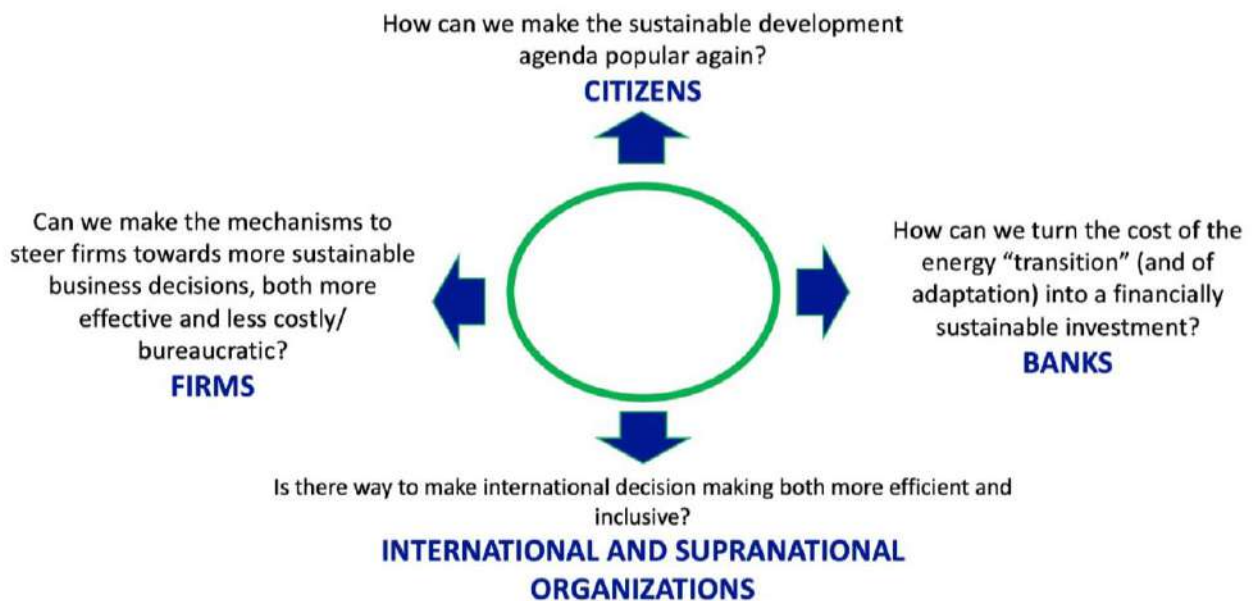 How can we make the sustainable development
agenda popular again?
CITIZENS
Can we make the mechanisms to
steer firms towards more sustainable
business decisions, both more
effective and less costly/
bureaucratic?
FIRMS
How can we turn the cost of the
energy “transition” (and of
adaptation) into a financially
sustainable investment?
BANKS
Is there way to make international decision making both more efficient and
inclusive?
INTERNATIONAL AND SUPRANATIONAL
ORGANIZATIONS